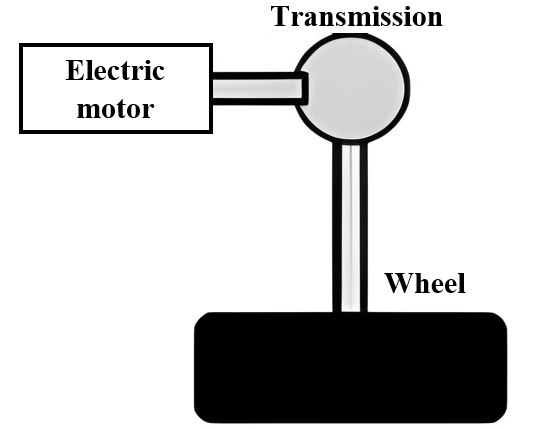 Transmission
Electric
motor
Wheel